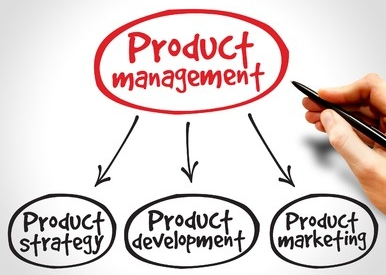 Product
management
Product
strategy
Product
development
Product
marketing